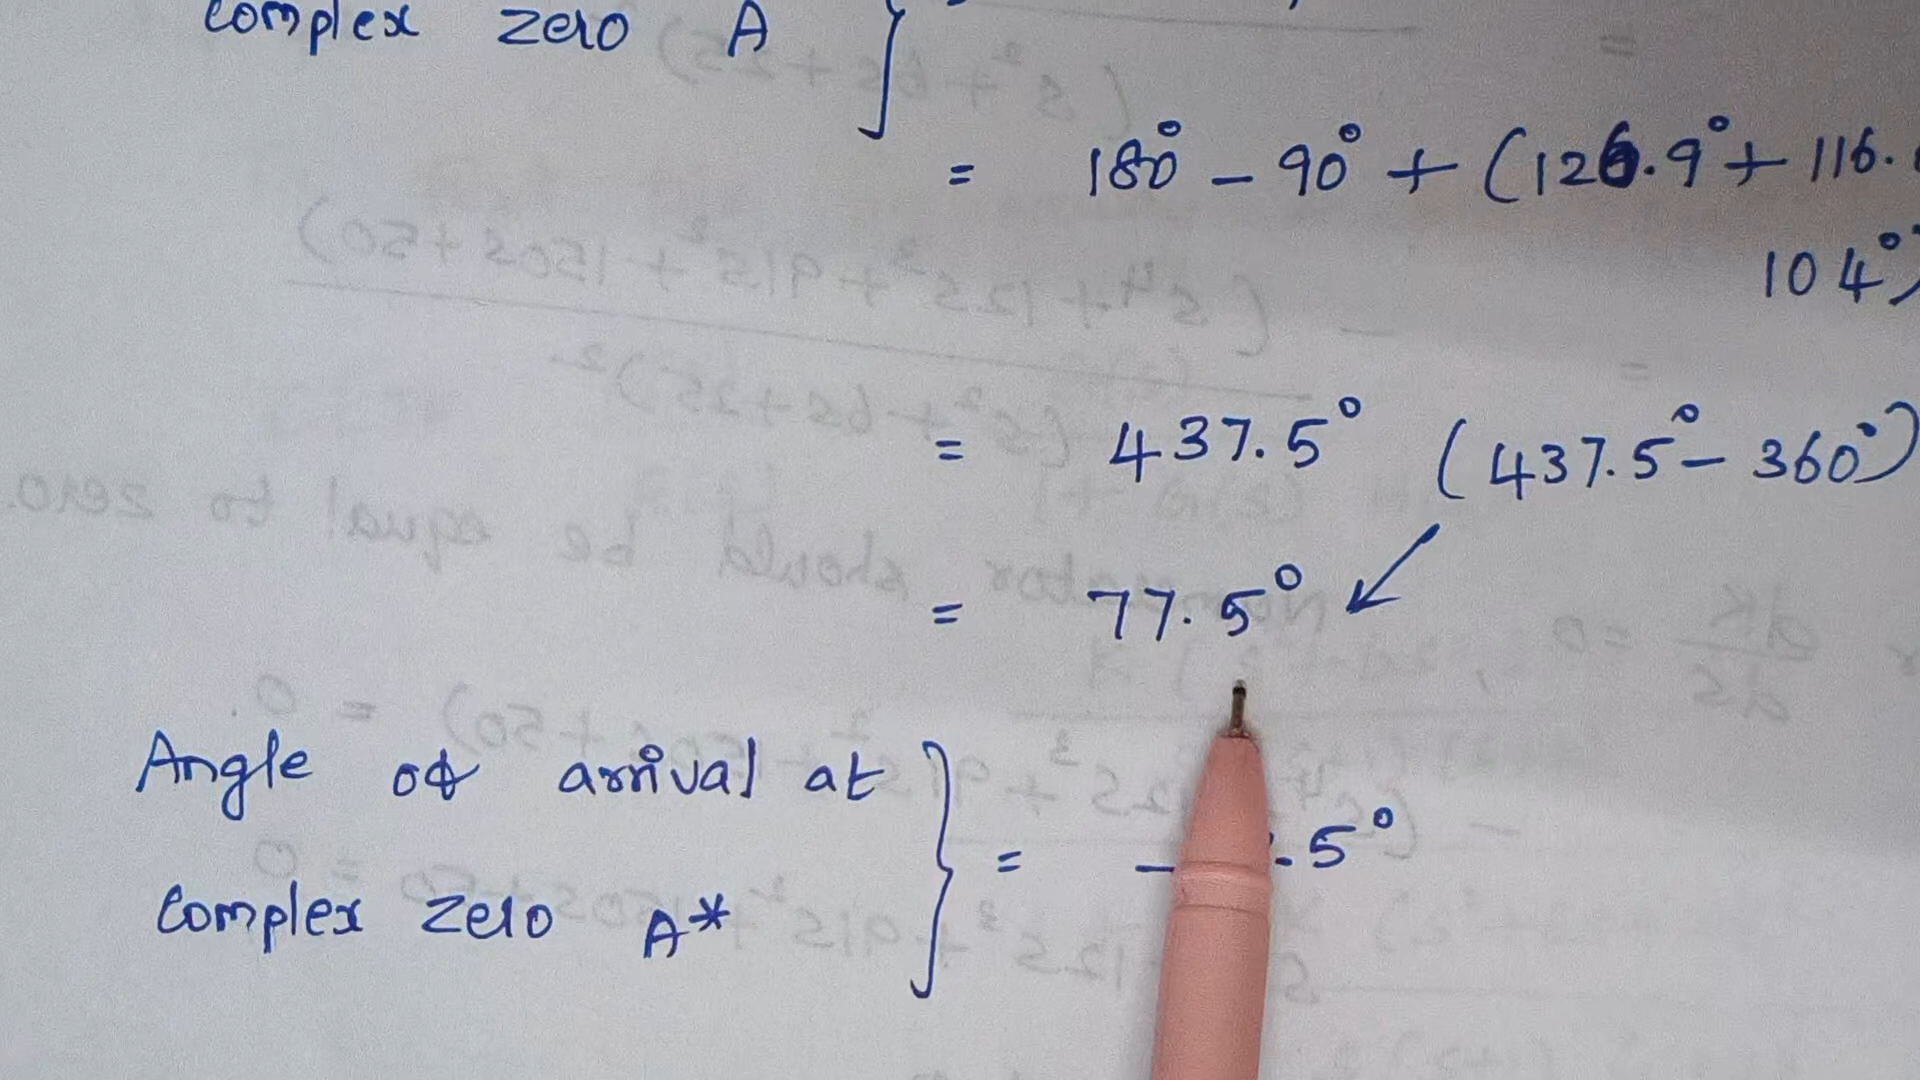 complex zero A }
= 180° - 90° + (126.9° + 116.
104°)
= 437.5° (437.5° - 360°)
= 77.5°
Angle of arrival at
complex zero A* } = - .5°